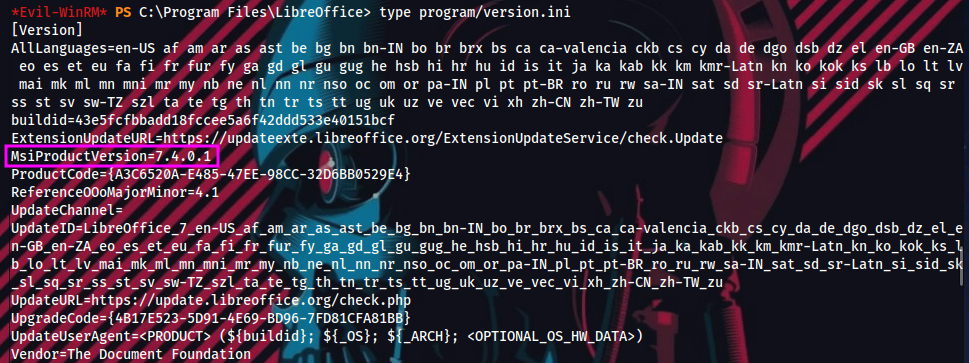 *Evil-WinRM* PS C:\Program Files\LibreOffice> type program/version.ini
[Version]
AllLanguages=en-US af am ar as ast be bg bn bn-IN bo br brx bs ca ca-valencia ckb cs cy da de dgo dsb dz el en-GB en-ZA
eo es et eu fa fi fr fur fy ga gd gl gu gug he hsb hi hr hu id is it ja ka kab kk km kmr-Latn kn ko kok ks lb lo lt lv
mai mk ml mn mni mr my nb ne nl nn nr nso oc om or pa-IN pl pt pt-BR ro ru rw sa-IN sat sd sr-Latn si sid sk sl sq sr
ss st sv sw-TZ szl ta te tg th tn tr ts tt ug uk uz ve vec vi xh zh-CN zh-TW zu
buildid=43e5fcfbbadd18fccee5a6f42ddd533e40151bcf
ExtensionUpdateURL=https://updateexte.libreoffice.org/ExtensionUpdateService/check.Update
MsiProductVersion=7.4.0.1
ProductCode={A3C6520A-E485-47EE-98CC-32D6BB0529E4}
ReferenceOOoMajorMinor=4.1
UpdateChannel=
UpdateID=LibreOffice_7_en-US_af_am_ar_as_ast_be_bg_bn_bn-IN_bo_br_brx_bs_ca_ca-valencia_ckb_cs_cy_da_de_dgo_dsb_dz_el_e
n-GB_en-ZA_eo_es_et_eu_fa_fi_fr_fur_fy_ga_gd_gl_gu_gug_he_hsb_hi_hr_hu_id_is_it_ja_ka_kab_kk_km_kmr-Latn_kn_ko_kok_ks_l
b_lo_lt_lv_mai_mk_ml_mn_mni_mr_my_nb_ne_nl_nn_nr_nso_oc_om_or_pa-IN_pl_pt_pt-BR_ro_ru_rw_sa-IN_sat_sd_sr-Latn_si_sid_sk
_sl_sq_sr_ss_st_sv_sw-TZ_szl_ta_te_tg_th_tn_tr_ts_tt_ug_uk_uz_ve_vec_vi_xh_zh-CN_zh-TW_zu
UpdateURL=https://update.libreoffice.org/check.php
UpgradeCode={4B17E523-5D91-4E69-BD96-7FD81CFA81BB}
UpdateUserAgent=<PRODUCT> (${buildid}; ${_OS}; ${_ARCH}; <OPTIONAL_OS_HW_DATA>)
Vendor=The Document Foundation